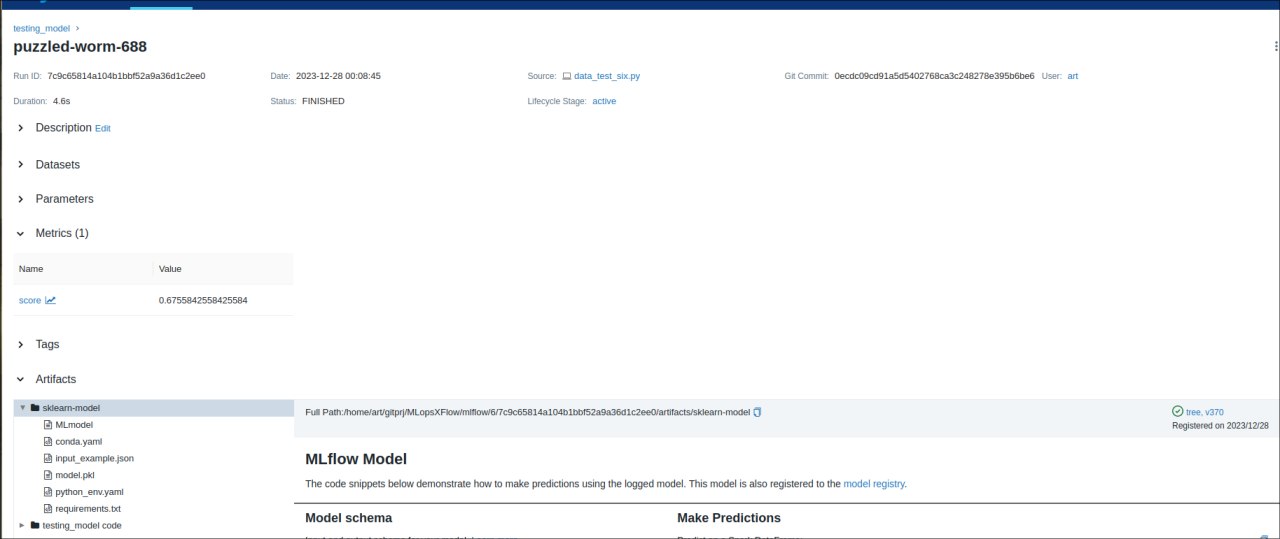 testing_model ›
puzzled-worm-688
Run ID: 7c9c65814a104b1bbf52a9a36d1c2ee0 Date: 2023-12-28 00:08:45 Source: data_test_six.py Git Commit: 0ecdc09cd91a5d5402768ca3c248278e395b6be6 User: art
Duration: 4.6s Status: FINISHED Lifecycle Stage: active
Description Edit
Datasets
Parameters
Metrics (1)
Name Value
score 0.6755842558425584
Tags
Artifacts
sklearn-model
MLmodel
conda.yaml
input_example.json
model.pkl
python_env.yaml
requirements.txt
testing_model code
Full Path:/home/art/gitprj/MLopsXFlow/mlflow/6/7c9c65814a104b1bbf52a9a36d1c2ee0/artifacts/sklearn-model
tree, v370
Registered on 2023/12/28
MLflow Model
The code snippets below demonstrate how to make predictions using the logged model. This model is also registered to the model registry.
Model schema
Make Predictions